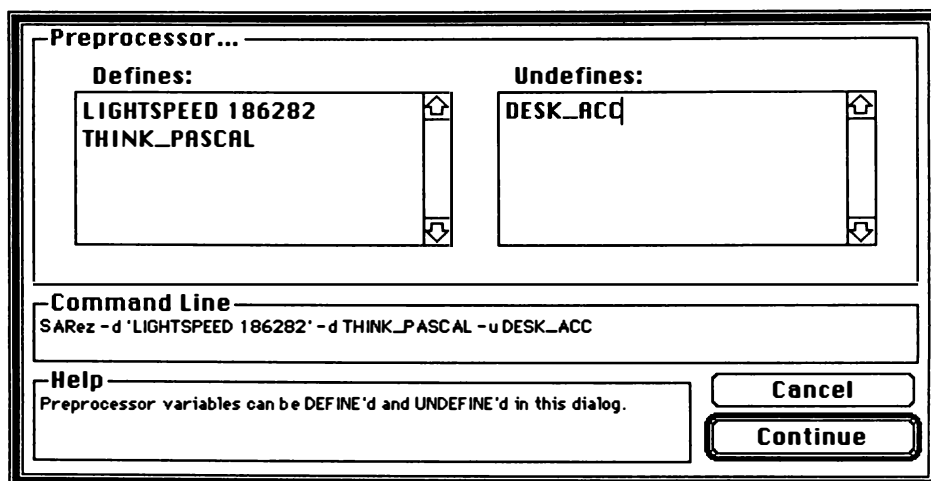 Preprocessor...
Defines:
Undefines:
LIGHTSPEED 186282
THINK_PASCAL
DESK_ACC
Command Line
SARez -d 'LIGHTSPEED 186282' -d THINK_PASCAL -u DESK_ACC
Help
Preprocessor variables can be DEFINE'd and UNDEFINE'd in this dialog.
Cancel
Continue